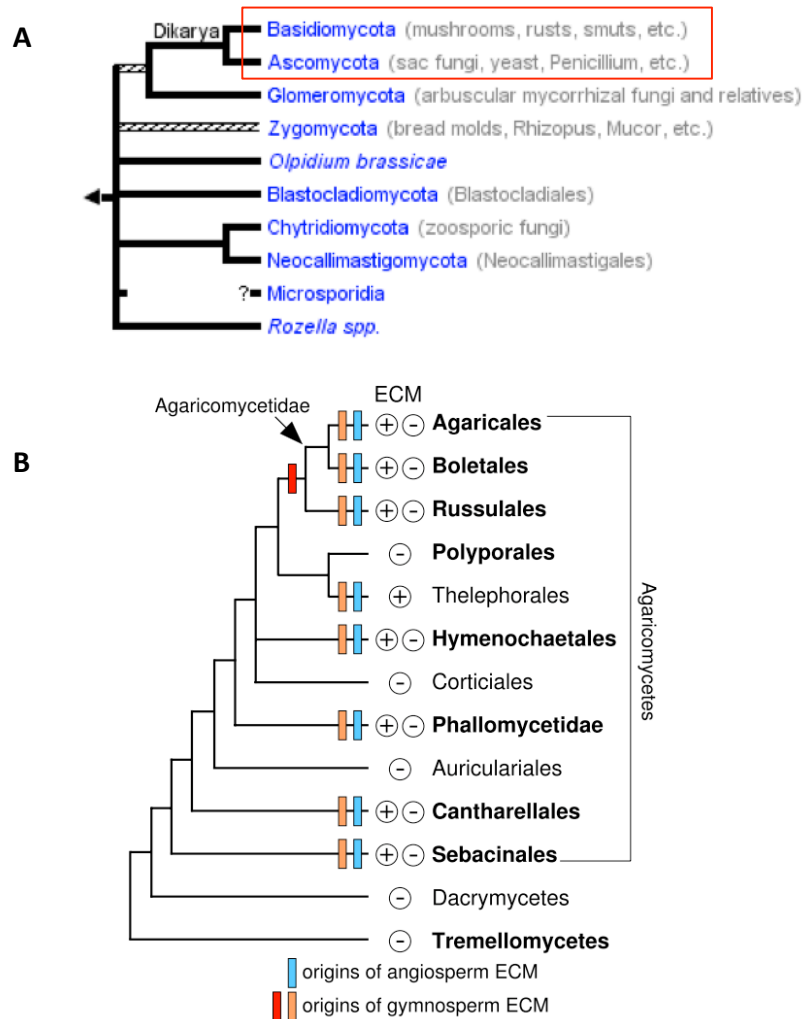 A
Dikarya
Basidiomycota (mushrooms, rusts, smuts, etc.)
Ascomycota (sac fungi, yeast, Penicillium, etc.)
Glomeromycota (arbuscular mycorrhizal fungi and relatives)
Zygomycota (bread molds, Rhizopus, Mucor, etc.)
Olpidium brassicae
Blastocladiomycota (Blastocladiales)
Chytridiomycota (zoosporic fungi)
Neocallimastigomycota (Neocallimastigales)
? Microsporidia
Rozella spp.
B
Agaricomycetidae
ECM
+ - Agaricales
+ - Boletales
+ - Russulales
- Polyporales
+ Thelephorales
+ - Hymenochaetales
- Corticiales
+ - Phallomycetidae
- Auriculariales
+ - Cantharellales
+ - Sebacinales
- Dacrymycetes
- Tremellomycetes
Agaricomycetes
origins of angiosperm ECM
origins of gymnosperm ECM